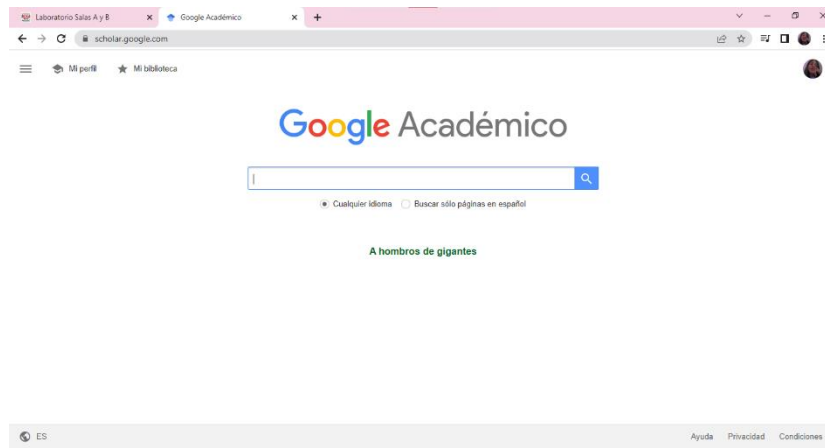 Laboratorio Salas A y B
Google Académico
scholar.google.com
Mi perfil
Mi biblioteca
Google Académico
Cualquier idioma
Buscar sólo páginas en español
A hombros de gigantes
ES
Ayuda
Privacidad
Condiciones